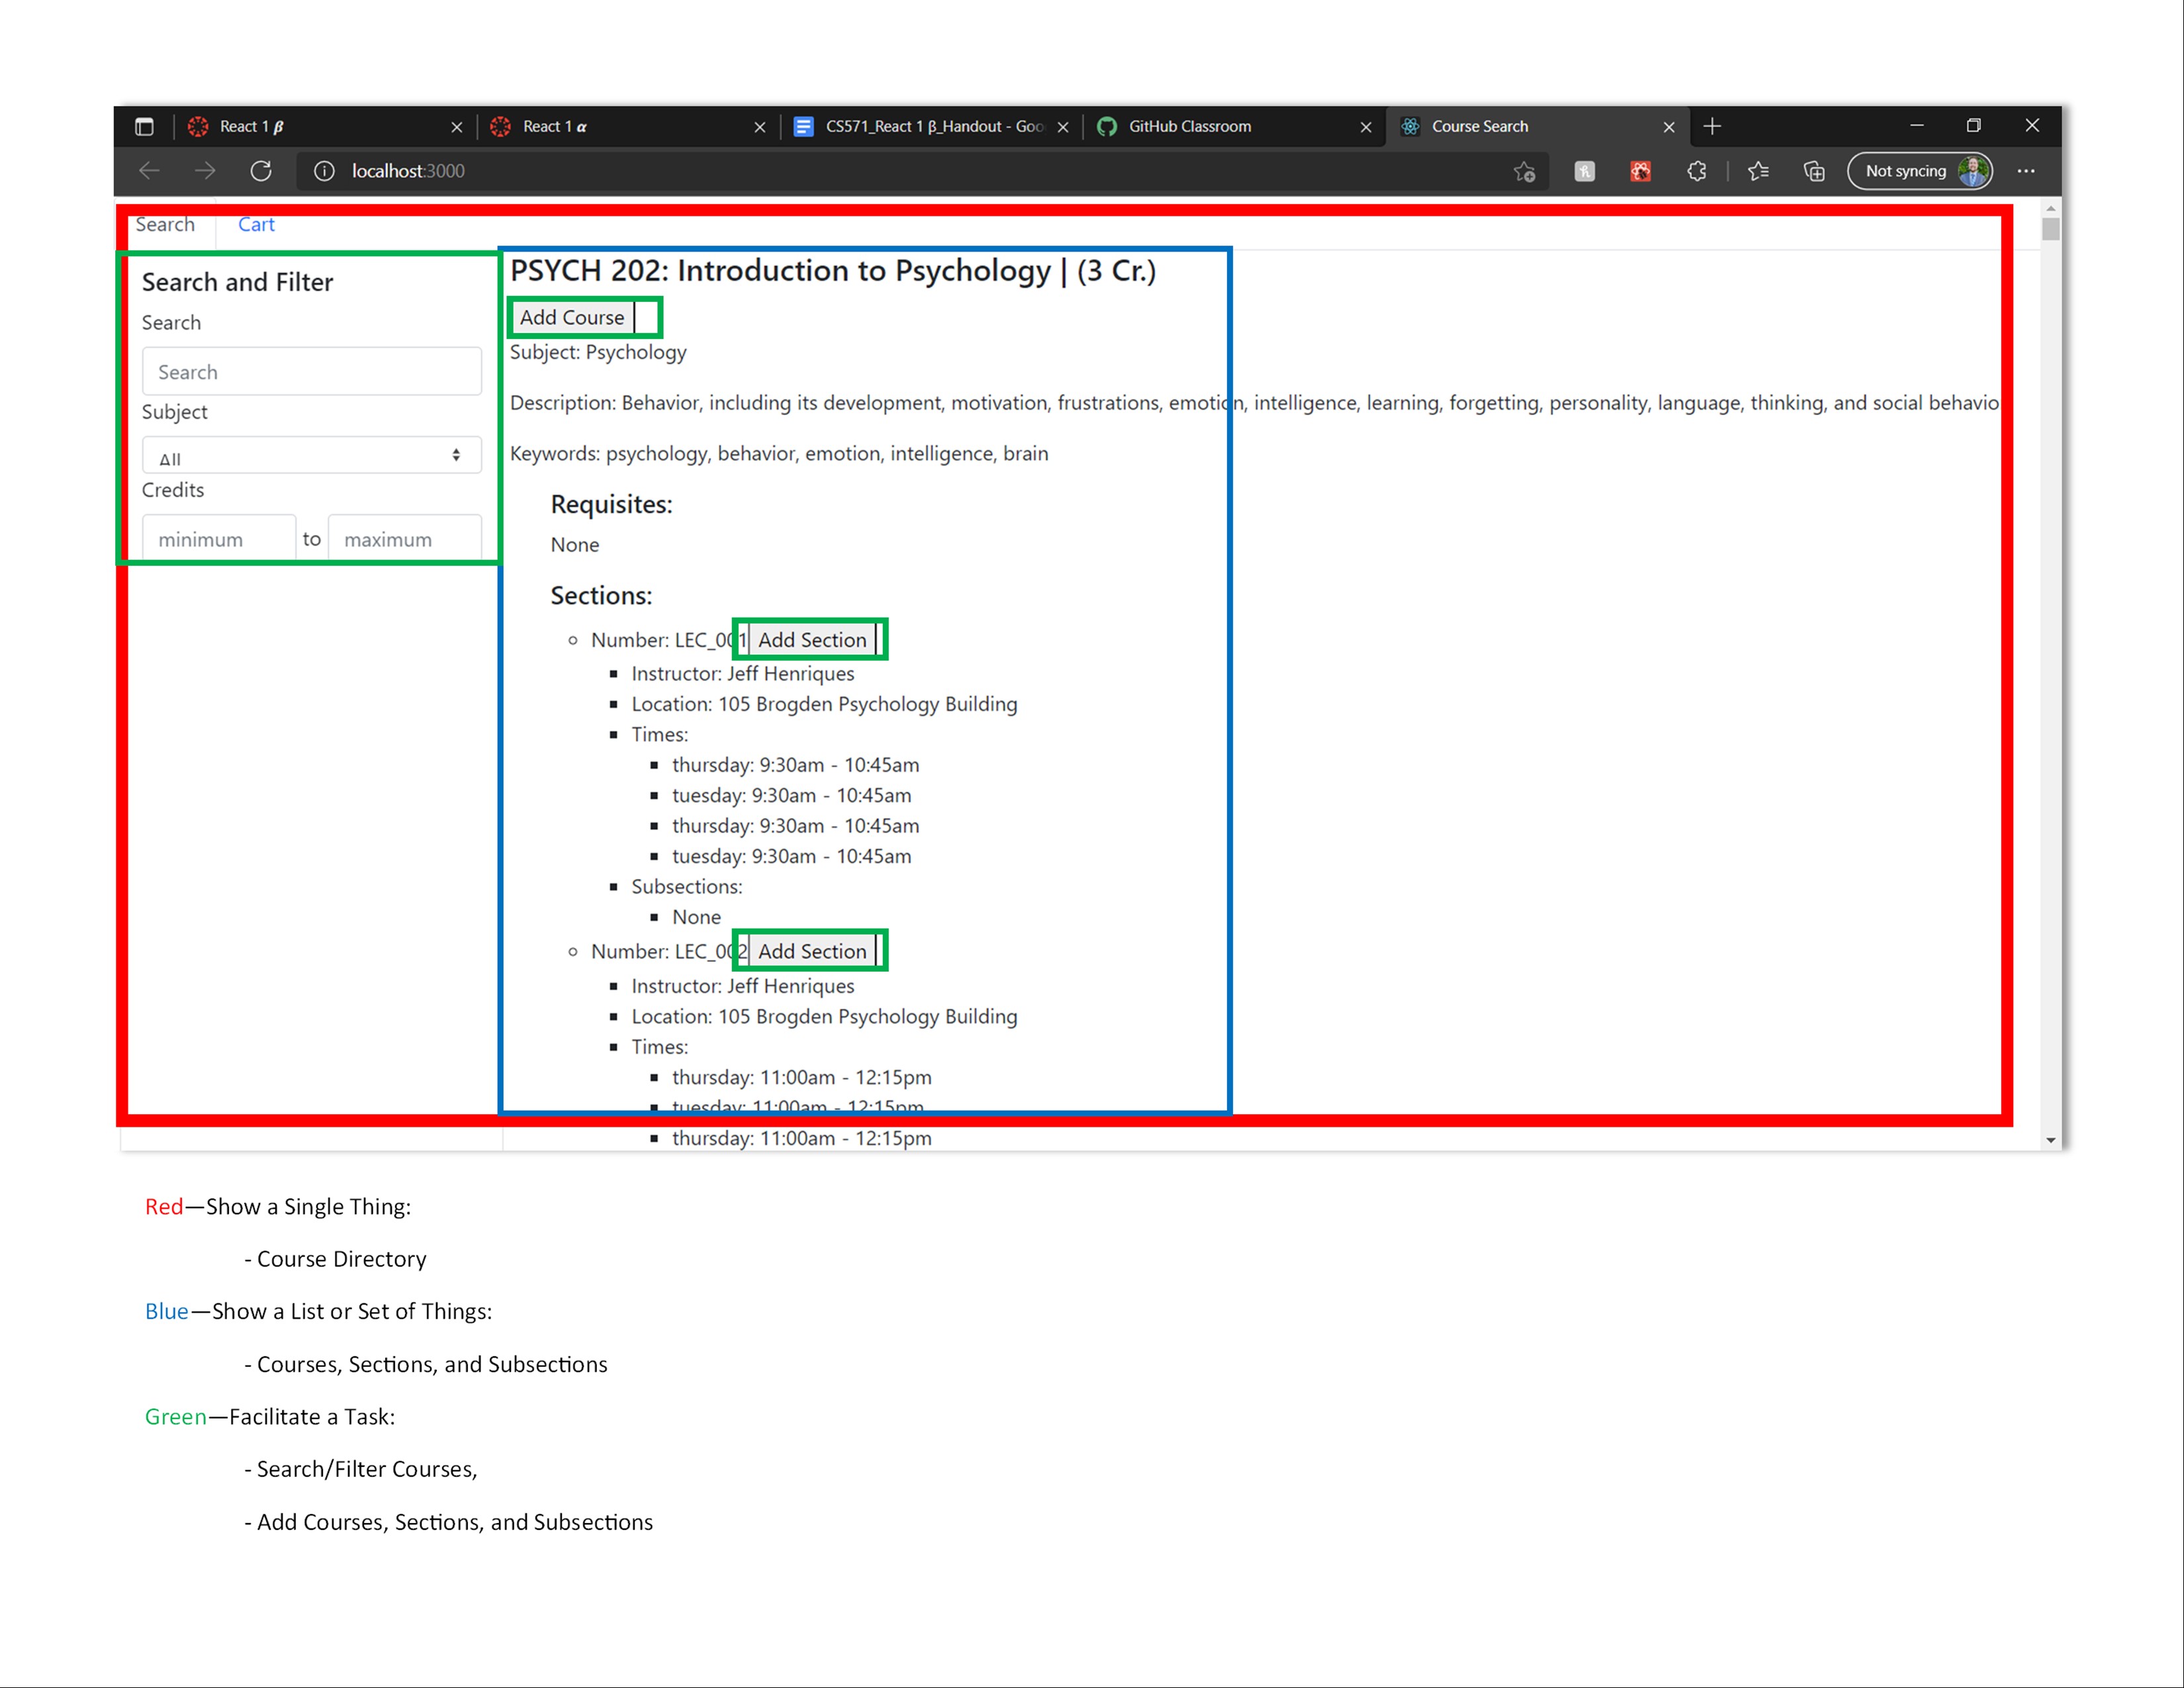 React 1 β
React 1 α
CS571_React 1 β_Handout - Goo
GitHub Classroom
Course Search
localhost:3000
Not syncing
Search
Cart
Search and Filter
Search
Search
Subject
All
Credits
minimum to maximum
PSYCH 202: Introduction to Psychology | (3 Cr.)
Add Course
Subject: Psychology
Description: Behavior, including its development, motivation, frustrations, emotion, intelligence, learning, forgetting, personality, language, thinking, and social behavio
Keywords: psychology, behavior, emotion, intelligence, brain
Requisites:
None
Sections:
Number: LEC_001 Add Section
Instructor: Jeff Henriques
Location: 105 Brogden Psychology Building
Times:
thursday: 9:30am - 10:45am
tuesday: 9:30am - 10:45am
thursday: 9:30am - 10:45am
tuesday: 9:30am - 10:45am
Subsections:
None
Number: LEC_002 Add Section
Instructor: Jeff Henriques
Location: 105 Brogden Psychology Building
Times:
thursday: 11:00am - 12:15pm
tuesday: 11:00am - 12:15pm
thursday: 11:00am - 12:15pm
Red—Show a Single Thing:
- Course Directory
Blue—Show a List or Set of Things:
- Courses, Sections, and Subsections
Green—Facilitate a Task:
- Search/Filter Courses,
- Add Courses, Sections, and Subsections